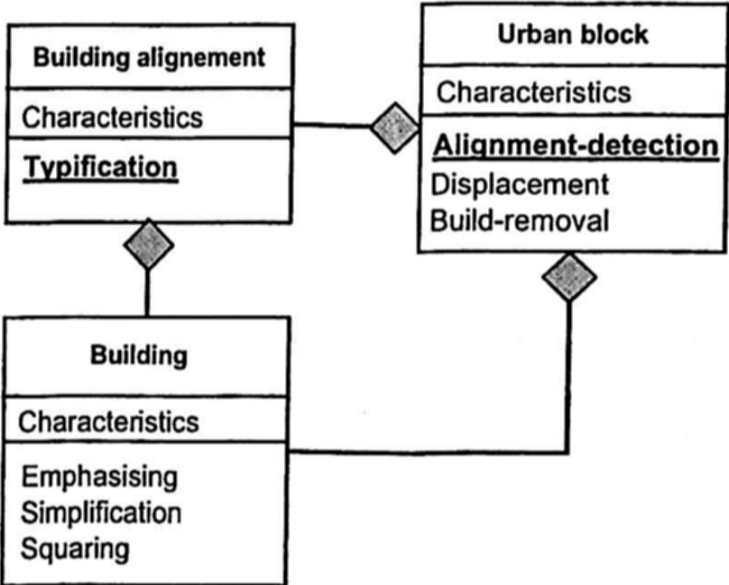 Building alignement
Characteristics
Typification
Urban block
Characteristics
Alignment-detection
Displacement
Build-removal
Building
Characteristics
Emphasising
Simplification
Squaring